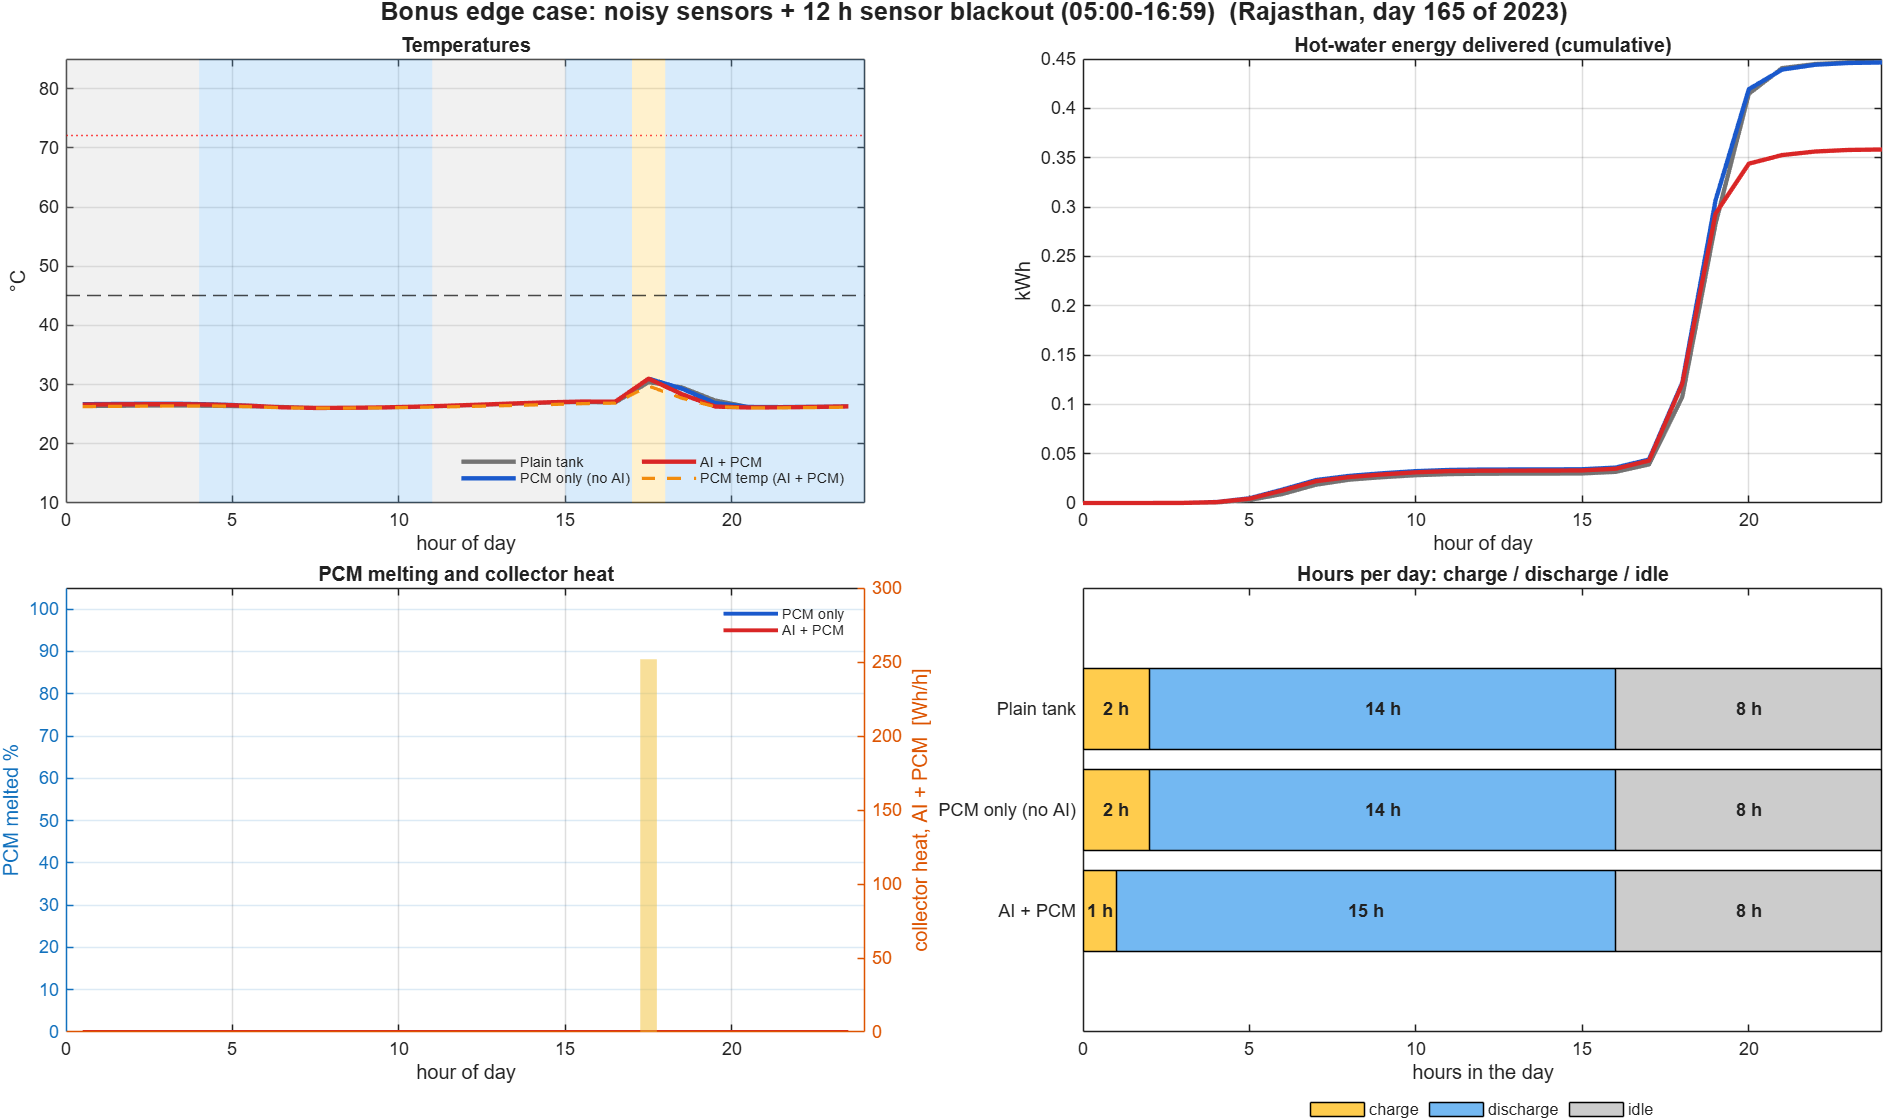 Bonus edge case: noisy sensors + 12 h sensor blackout (05:00-16:59)  (Rajasthan, day 165 of 2023)
Temperatures
80
70
60
50
40
30
20
10
°C
0
5
10
15
20
hour of day
Plain tank
PCM only (no AI)
AI + PCM
PCM temp (AI + PCM)
Hot-water energy delivered (cumulative)
0.45
0.4
0.35
0.3
0.25
0.2
0.15
0.1
0.05
0
kWh
0
5
10
15
20
hour of day
PCM melting and collector heat
100
90
80
70
60
50
40
30
20
10
0
PCM melted %
300
250
200
150
100
50
0
collector heat, AI + PCM  [Wh/h]
PCM only
AI + PCM
0
5
10
15
20
hour of day
Hours per day: charge / discharge / idle
Plain tank
2 h
14 h
8 h
PCM only (no AI)
2 h
14 h
8 h
AI + PCM
1 h
15 h
8 h
0
5
10
15
20
hours in the day
charge
discharge
idle